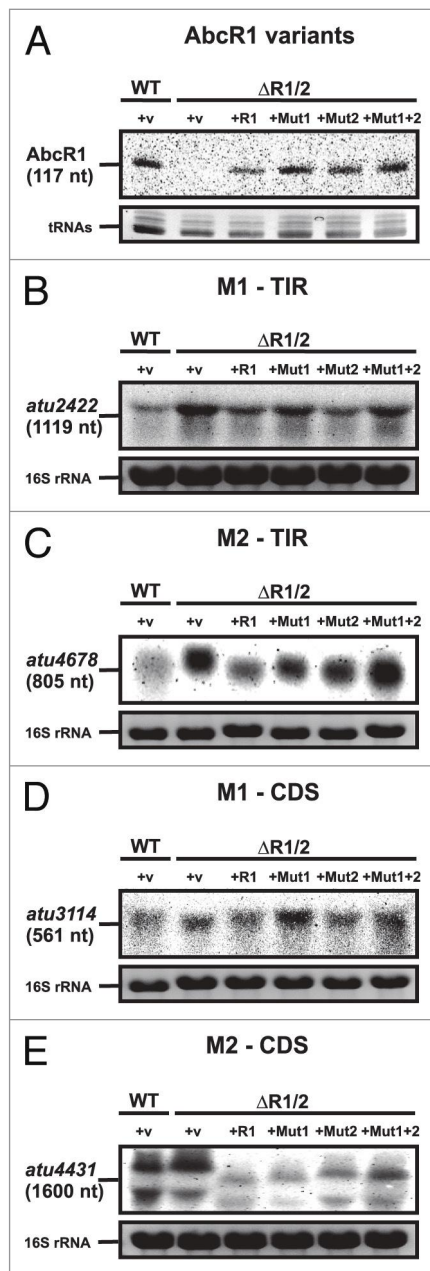 A
AbcR1 variants
WT ΔR1/2
+v +v +R1 +Mut1 +Mut2 +Mut1+2
AbcR1
(117 nt)
tRNAs
B
M1 - TIR
WT ΔR1/2
+v +v +R1 +Mut1 +Mut2 +Mut1+2
atu2422
(1119 nt)
16S rRNA
C
M2 - TIR
WT ΔR1/2
+v +v +R1 +Mut1 +Mut2 +Mut1+2
atu4678
(805 nt)
16S rRNA
D
M1 - CDS
WT ΔR1/2
+v +v +R1 +Mut1 +Mut2 +Mut1+2
atu3114
(561 nt)
16S rRNA
E
M2 - CDS
WT ΔR1/2
+v +v +R1 +Mut1 +Mut2 +Mut1+2
atu4431
(1600 nt)
16S rRNA